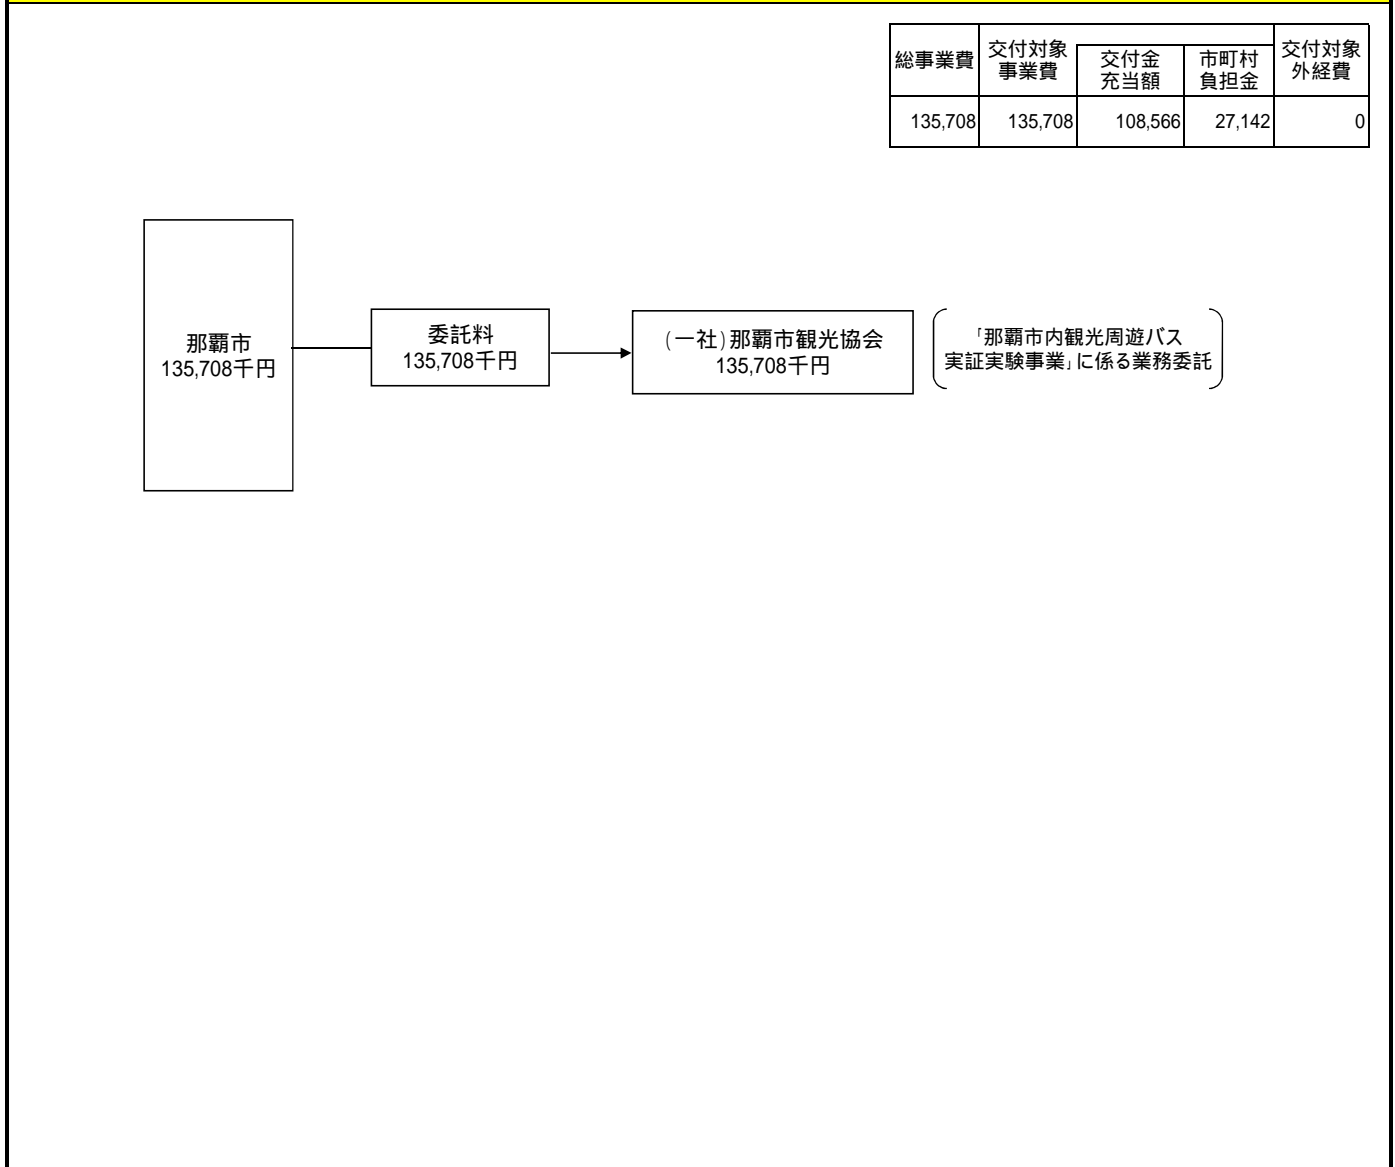 総事業費 交付対象 事業費 交付金 充当額 市町村 負担金 交付対象 外経費
135,708 135,708 108,566 27,142 0
那覇市
135,708千円
委託料
135,708千円
(一社)那覇市観光協会
135,708千円
「那覇市内観光周遊バス
実証実験事業」に係る業務委託